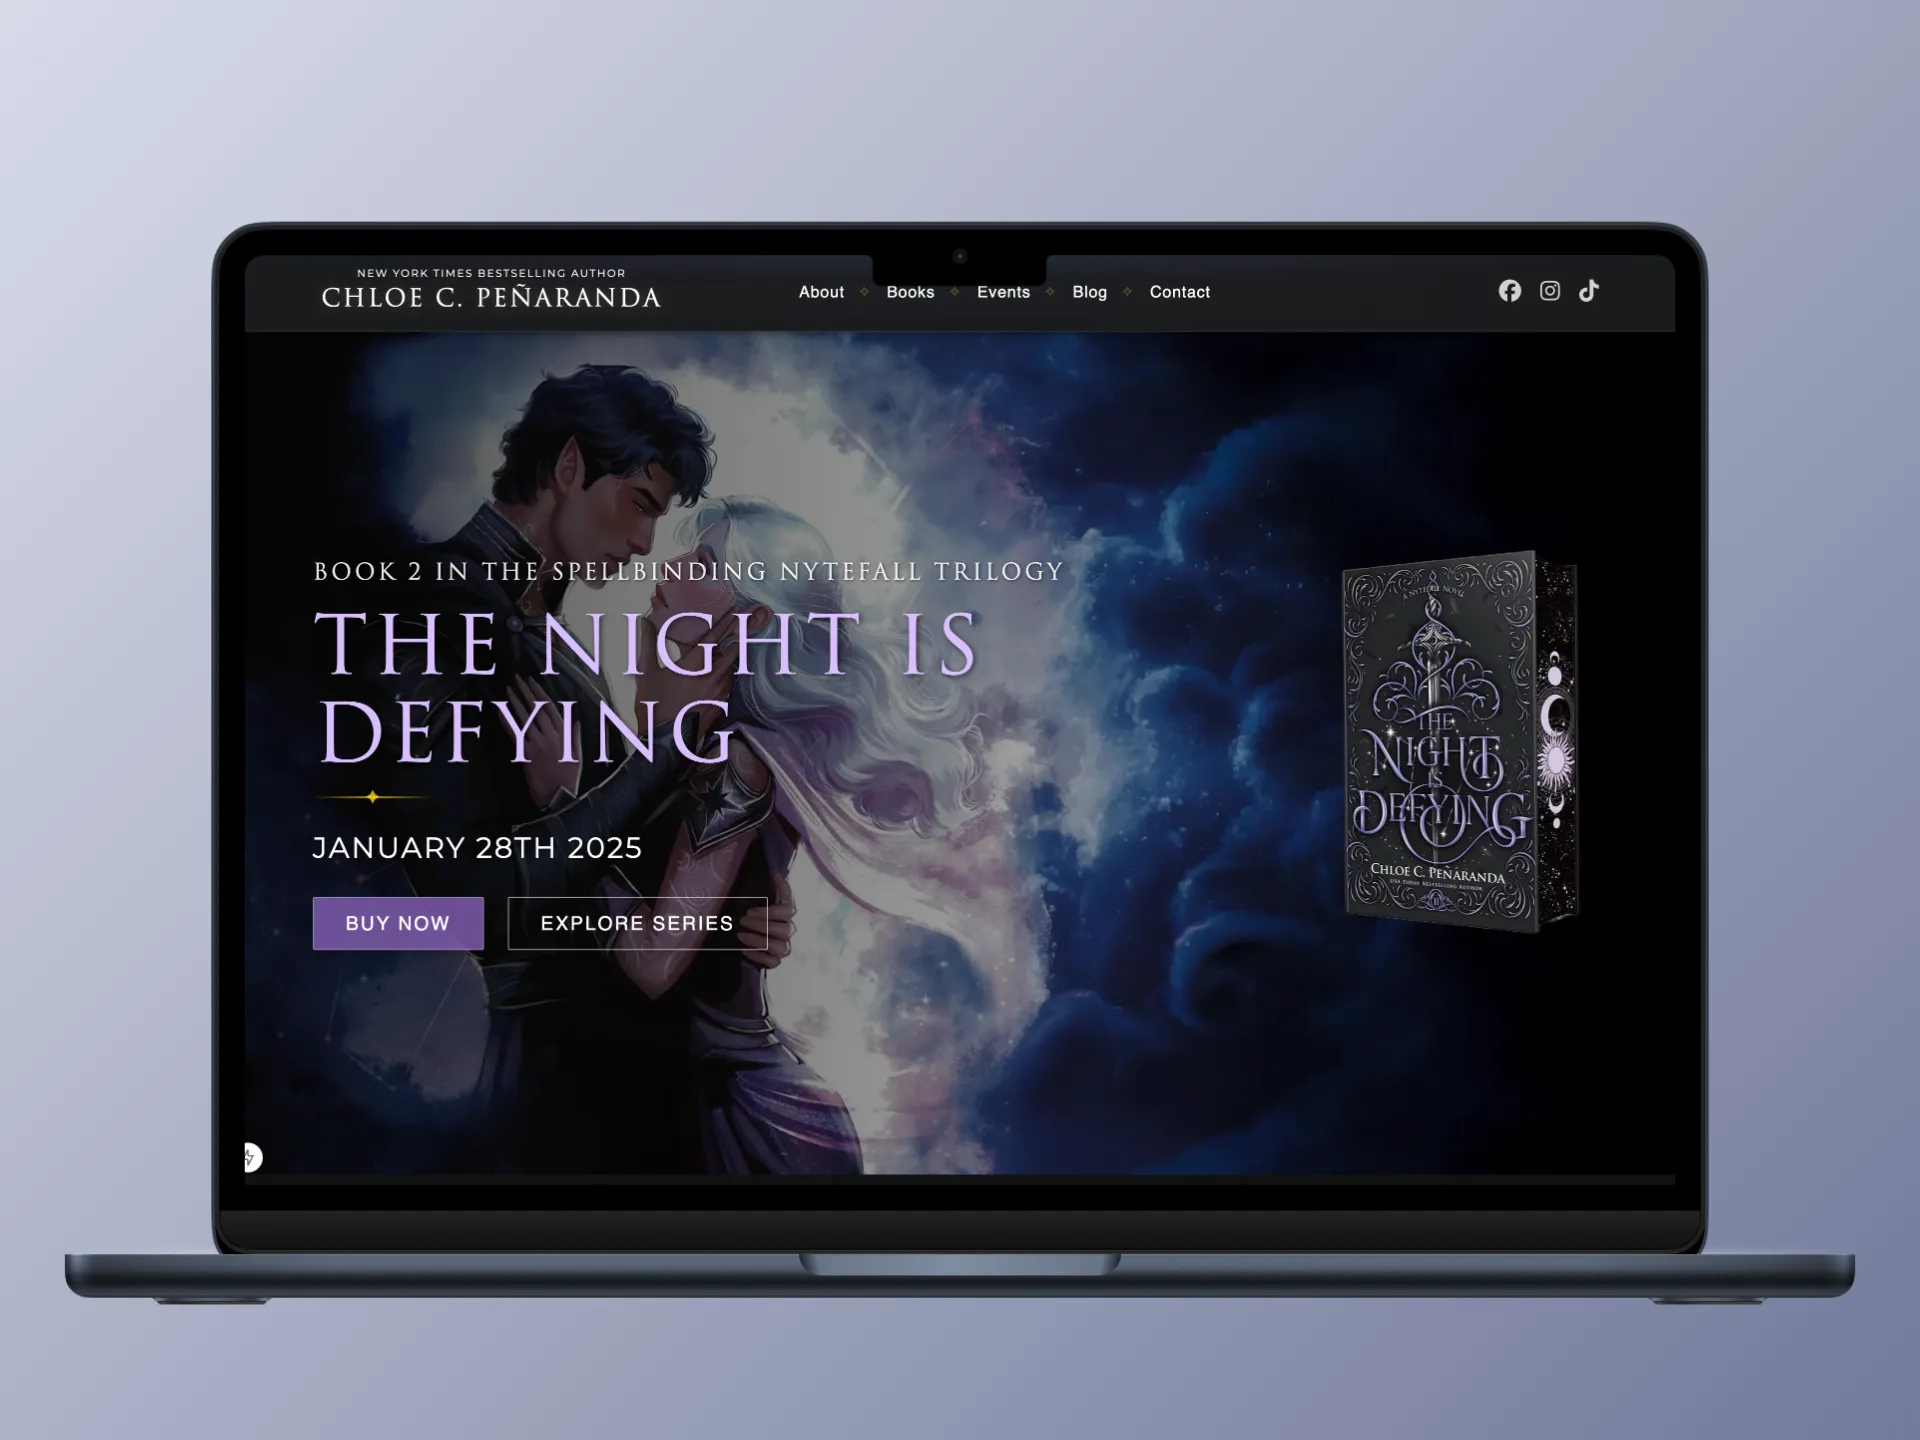 NEW YORK TIMES BESTSELLING AUTHOR
CHLOE C. PEÑARANDA
About Books Events Blog Contact
BOOK 2 IN THE SPELLBINDING NYTEFALL TRILOGY
THE NIGHT IS
DEFYING
JANUARY 28TH 2025
BUY NOW EXPLORE SERIES
A NYTEFALL NOVEL
THE
NIGHT
IS
DEFYING
CHLOE C. PEÑARANDA
USA TODAY BESTSELLING AUTHOR
II